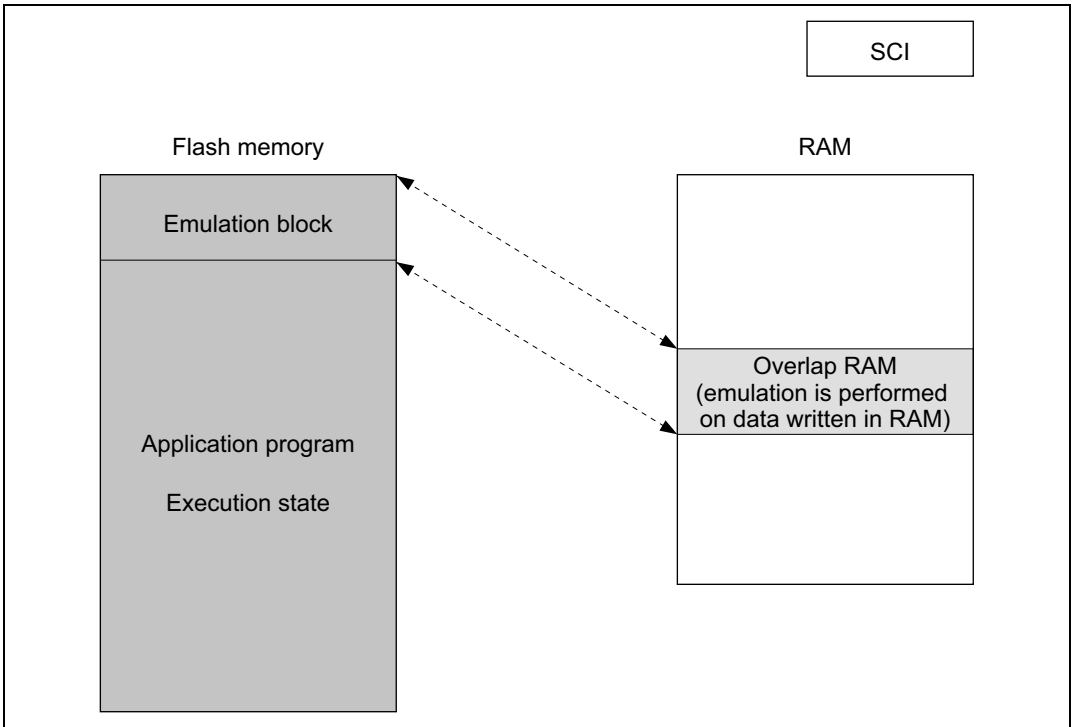 SCI
Flash memory
RAM
Emulation block
Overlap RAM
(emulation is performed
on data written in RAM)
Application program
Execution state